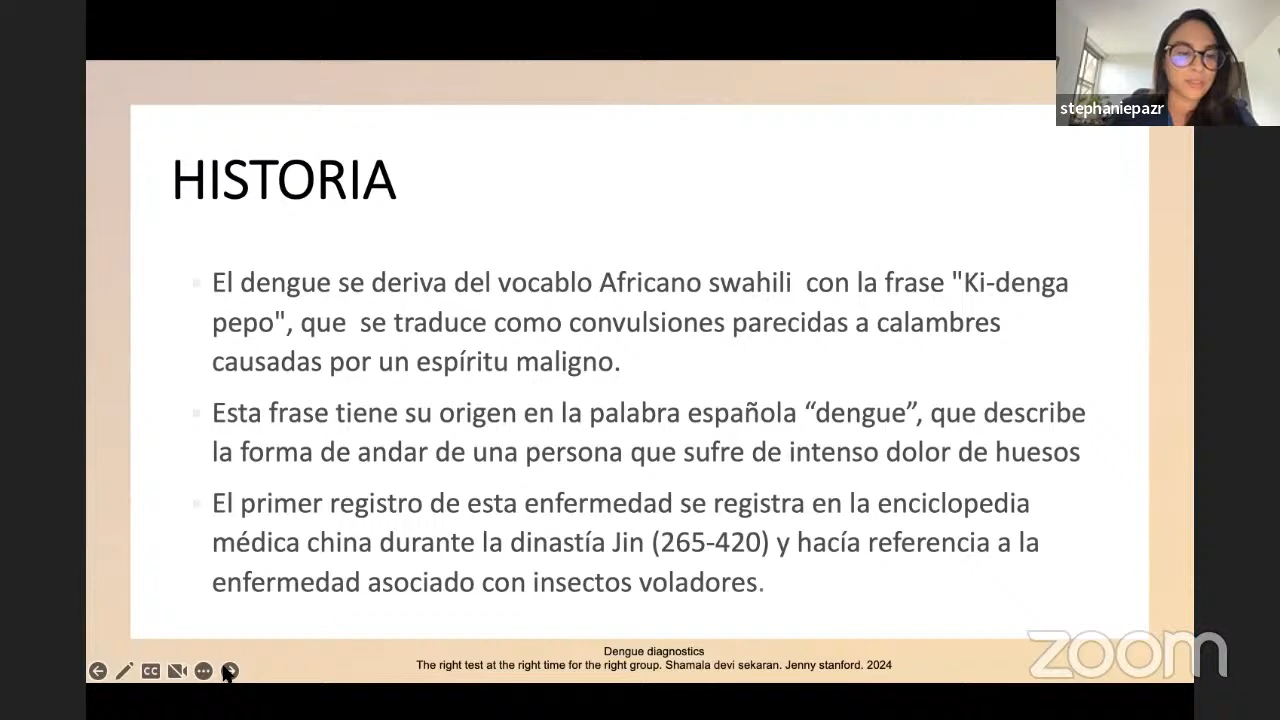 stephaniepazr
HISTORIA
El dengue se deriva del vocablo Africano swahili con la frase "Ki-denga
pepo", que se traduce como convulsiones parecidas a calambres
causadas por un espíritu maligno.
Esta frase tiene su origen en la palabra española “dengue”, que describe
la forma de andar de una persona que sufre de intenso dolor de huesos
El primer registro de esta enfermedad se registra en la enciclopedia
médica china durante la dinastía Jin (265-420) y hacía referencia a la
enfermedad asociado con insectos voladores.
Dengue diagnostics
The right test at the right time for the right group. Shamala devi sekaran. Jenny stanford. 2024
CC
zoom